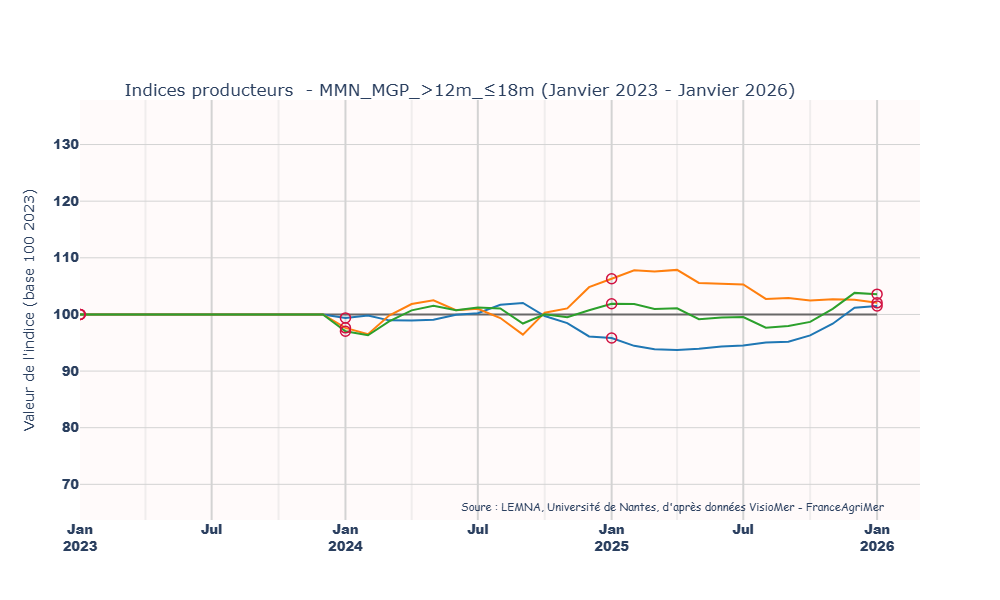 Indices producteurs  - MMN_MGP_>12m_≤18m (Janvier 2023 - Janvier 2026)
Valeur de l'indice (base 100 2023)
130
120
110
100
90
80
70
Soure : LEMNA, Université de Nantes, d'après données VisioMer - FranceAgriMer
Jan Jul Jan Jul Jan Jul Jan
2023 2024 2025 2026